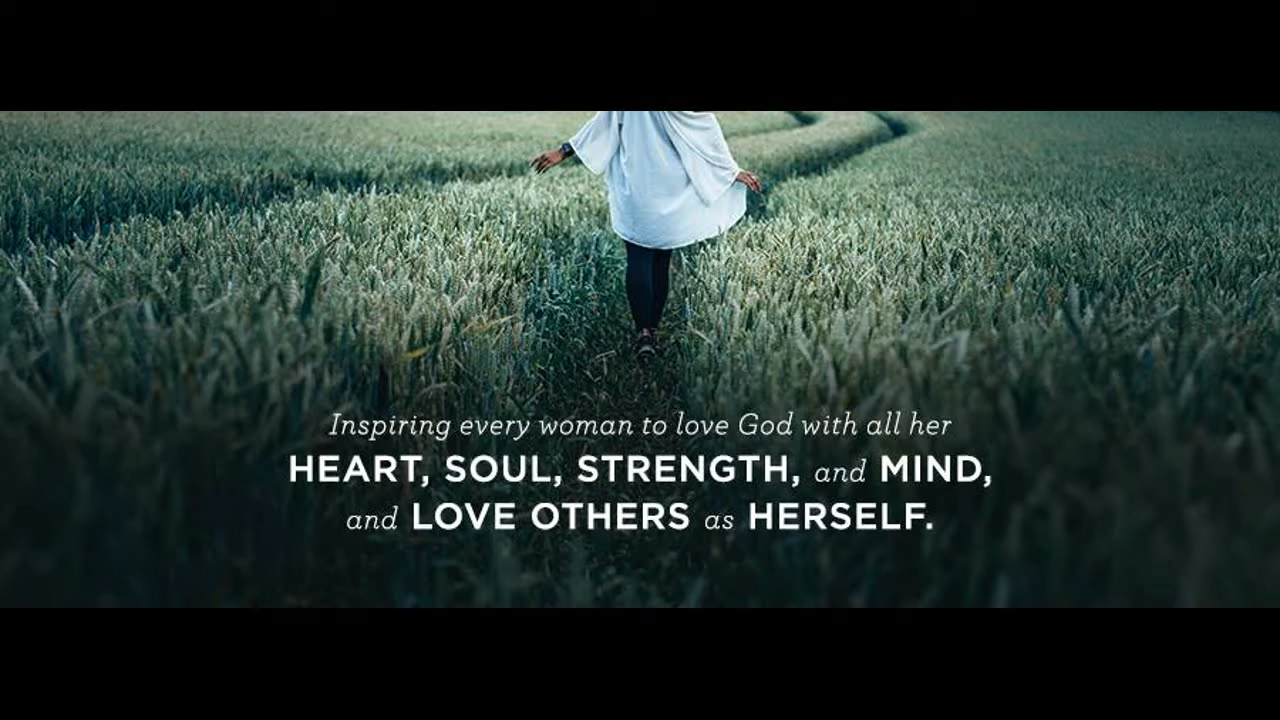 Inspiring every woman to love God with all her
HEART, SOUL, STRENGTH, and MIND,
and LOVE OTHERS as HERSELF.